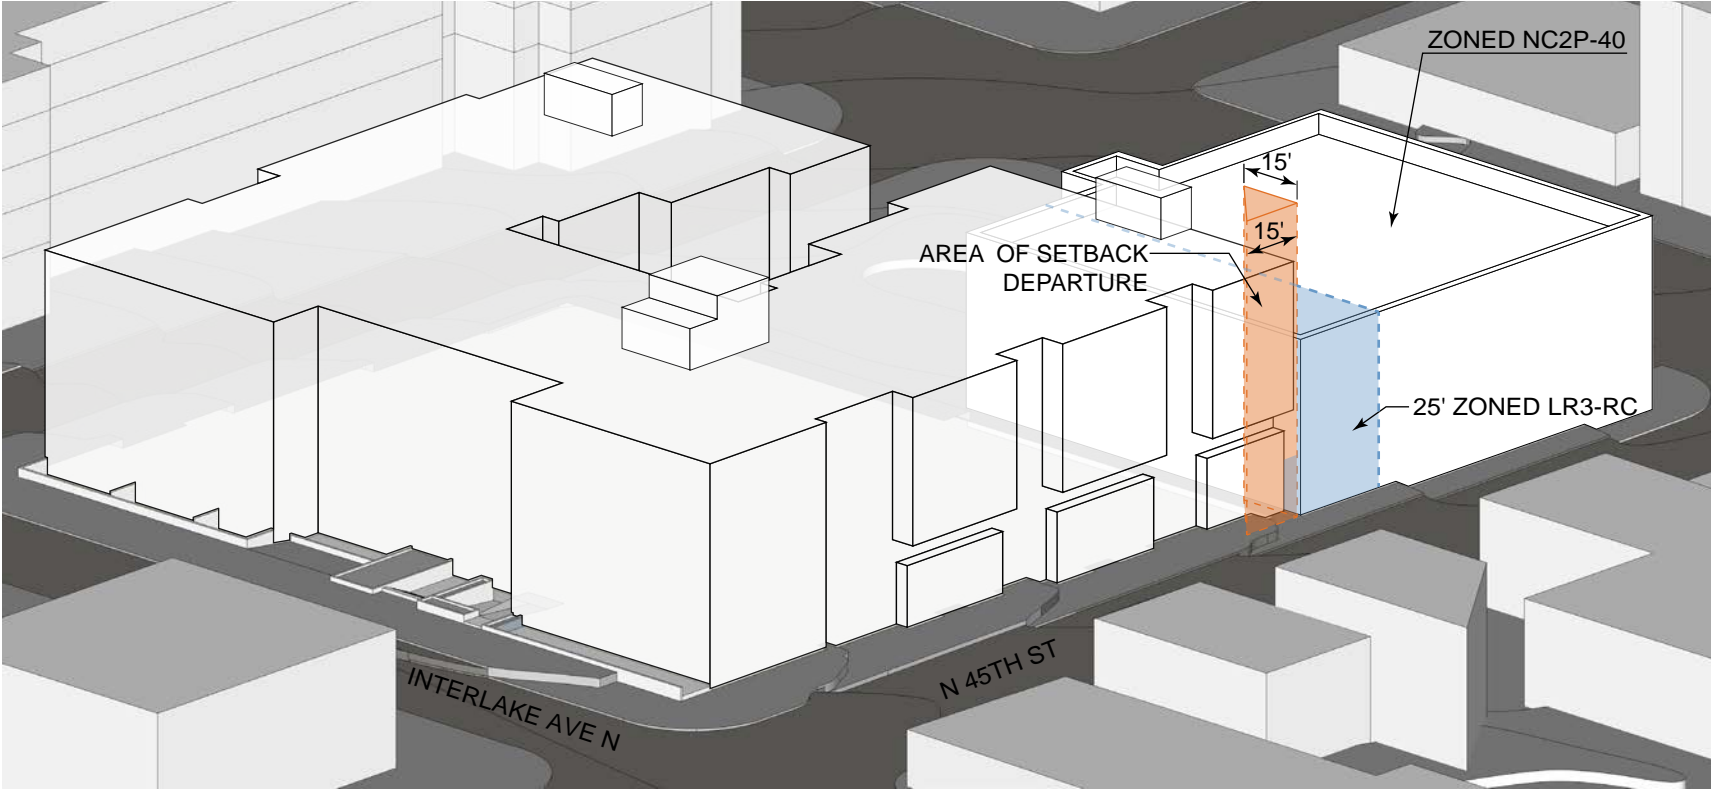 ZONED NC2P-40
15'
15'
AREA OF SETBACK
DEPARTURE
25' ZONED LR3-RC
N 45TH ST
INTERLAKE AVE N